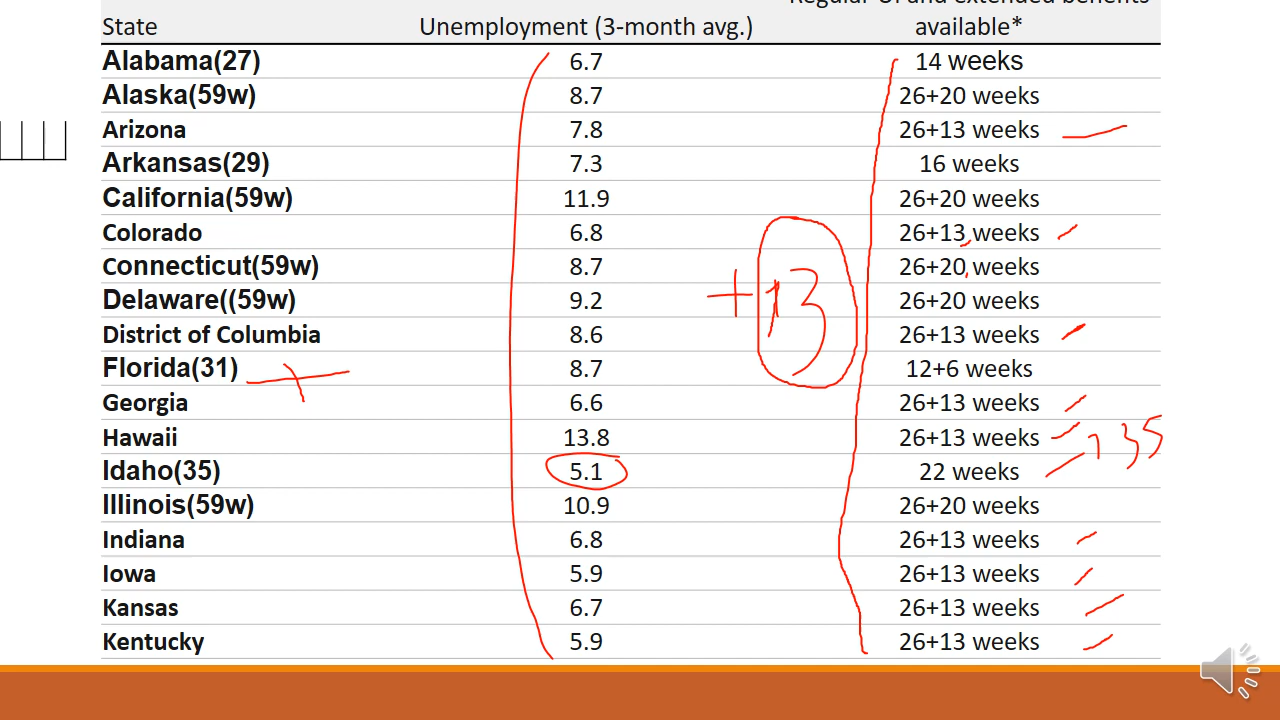 State Unemployment (3-month avg.) available*
Alabama(27) 6.7 14 weeks
Alaska(59w) 8.7 26+20 weeks
Arizona 7.8 26+13 weeks
Arkansas(29) 7.3 16 weeks
California(59w) 11.9 26+20 weeks
Colorado 6.8 26+13 weeks
Connecticut(59w) 8.7 26+20 weeks
Delaware((59w) 9.2 26+20 weeks
+13
District of Columbia 8.6 26+13 weeks
Florida(31) 8.7 12+6 weeks
Georgia 6.6 26+13 weeks
Hawaii 13.8 26+13 weeks
35
Idaho(35) 5.1 22 weeks
Illinois(59w) 10.9 26+20 weeks
Indiana 6.8 26+13 weeks
Iowa 5.9 26+13 weeks
Kansas 6.7 26+13 weeks
Kentucky 5.9 26+13 weeks